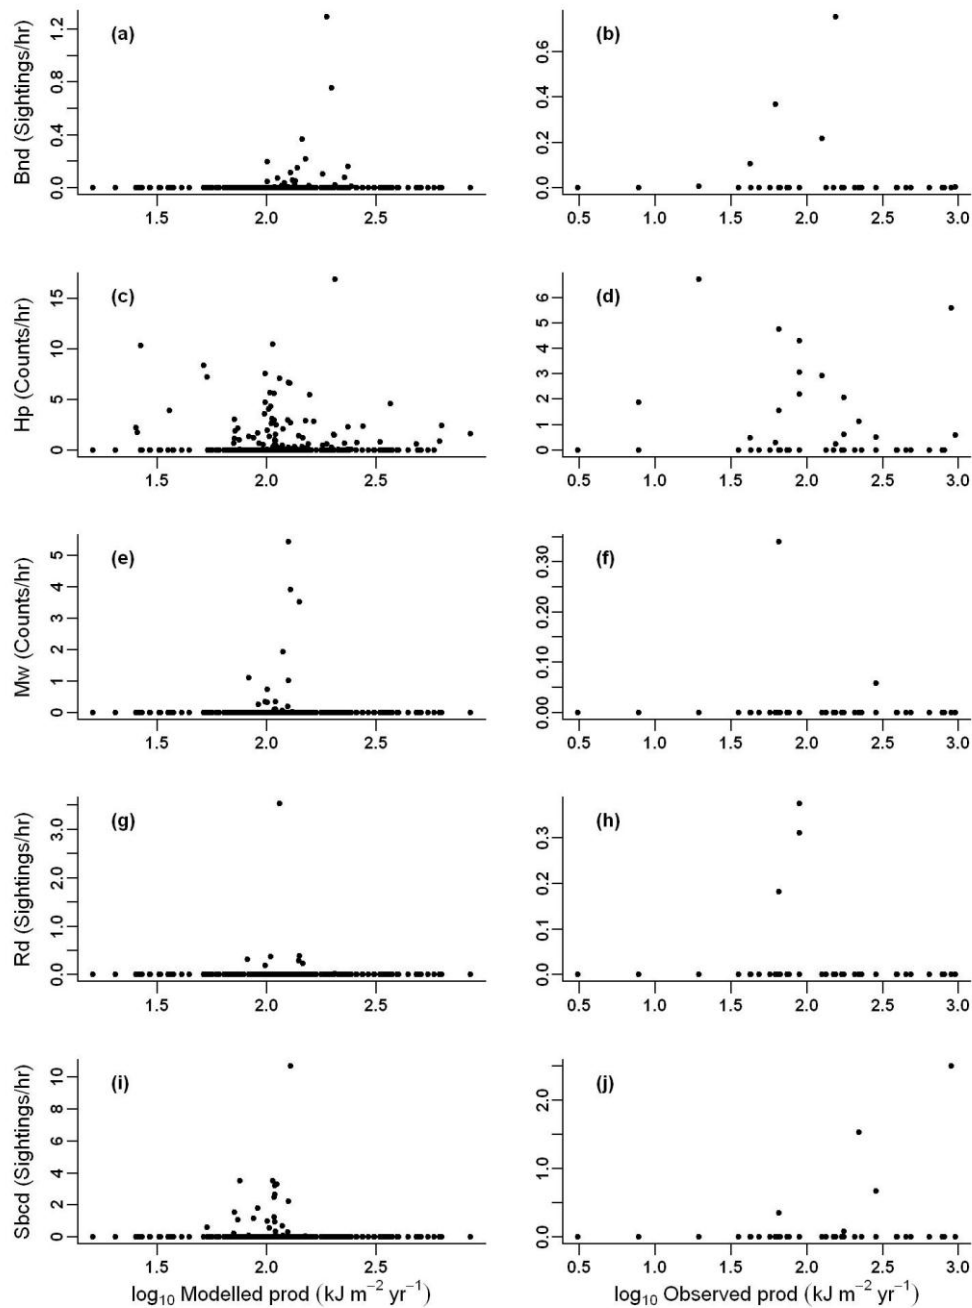 Bnd (Sightings/hr)
0.0 0.4 0.8 1.2
(a)
1.5 2.0 2.5
0.0 0.2 0.4 0.6
(b)
0.5 1.0 1.5 2.0 2.5 3.0
Hp (Counts/hr)
0 5 10 15
(c)
1.5 2.0 2.5
0 1 2 3 4 5 6
(d)
0.5 1.0 1.5 2.0 2.5 3.0
Mw (Counts/hr)
0 1 2 3 4 5
(e)
1.5 2.0 2.5
0.00 0.10 0.20 0.30
(f)
0.5 1.0 1.5 2.0 2.5 3.0
Rd (Sightings/hr)
0.0 1.0 2.0 3.0
(g)
1.5 2.0 2.5
0.0 0.1 0.2 0.3
(h)
0.5 1.0 1.5 2.0 2.5 3.0
Sbcd (Sightings/hr)
0 2 4 6 8 10
(i)
1.5 2.0 2.5
log₁₀ Modelled prod (kJ m⁻² yr⁻¹)
0.0 1.0 2.0
(j)
0.5 1.0 1.5 2.0 2.5 3.0
log₁₀ Observed prod (kJ m⁻² yr⁻¹)